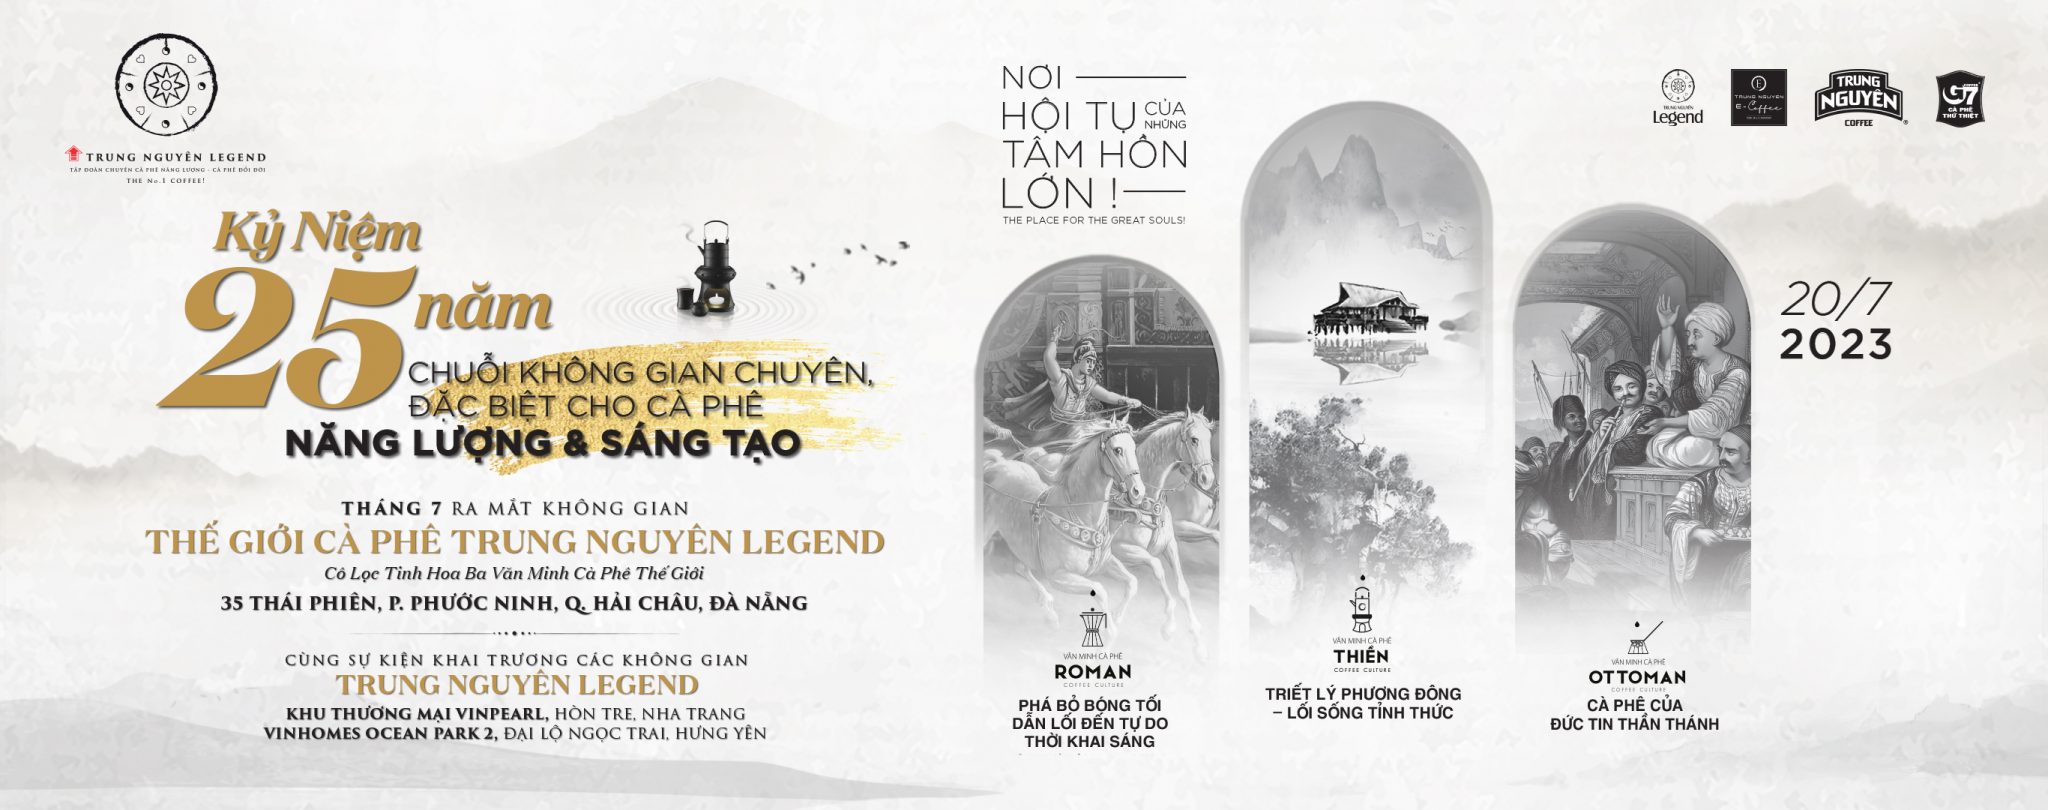 TRUNG NGUYÊN LEGEND
TẬP ĐOÀN CHUYÊN CÀ PHÊ NĂNG LƯỢNG - CÀ PHÊ ĐỔI ĐỜI
THE No.1 COFFEE!
Kỷ Niệm
25 năm
CHUỖI KHÔNG GIAN CHUYÊN,
ĐẶC BIỆT CHO CÀ PHÊ
NĂNG LƯỢNG & SÁNG TẠO
THÁNG 7 RA MẮT KHÔNG GIAN
THẾ GIỚI CÀ PHÊ TRUNG NGUYÊN LEGEND
Cô Lọc Tinh Hoa Ba Văn Minh Cà Phê Thế Giới
35 THÁI PHIÊN, P. PHƯỚC NINH, Q. HẢI CHÂU, ĐÀ NẴNG
CÙNG SỰ KIỆN KHAI TRƯƠNG CÁC KHÔNG GIAN
TRUNG NGUYÊN LEGEND
KHU THƯƠNG MẠI VINPEARL, HÒN TRE, NHA TRANG
VINHOMES OCEAN PARK 2, ĐẠI LỘ NGỌC TRAI, HƯNG YÊN
NƠI
HỘI TỤ CỦA NHỮNG
TÂM HỒN
LỚN !
THE PLACE FOR THE GREAT SOULS!
VĂN MINH CÀ PHÊ
ROMAN
COFFEE CULTURE
PHÁ BỎ BÓNG TỐI
DẪN LỐI ĐẾN TỰ DO
THỜI KHAI SÁNG
VĂN MINH CÀ PHÊ
THIỀN
COFFEE CULTURE
TRIẾT LÝ PHƯƠNG ĐÔNG
– LỐI SỐNG TỈNH THỨC
VĂN MINH CÀ PHÊ
OTTOMAN
COFFEE CULTURE
CÀ PHÊ CỦA
ĐỨC TIN THẦN THÁNH
TRUNG NGUYÊN
Legend
E
TRUNG NGUYÊN
E-Coffee
TRUNG
NGUYÊN
COFFEE
®
COFFEE
G7
CÀ PHÊ
THỨ THIỆT
20/7
2023